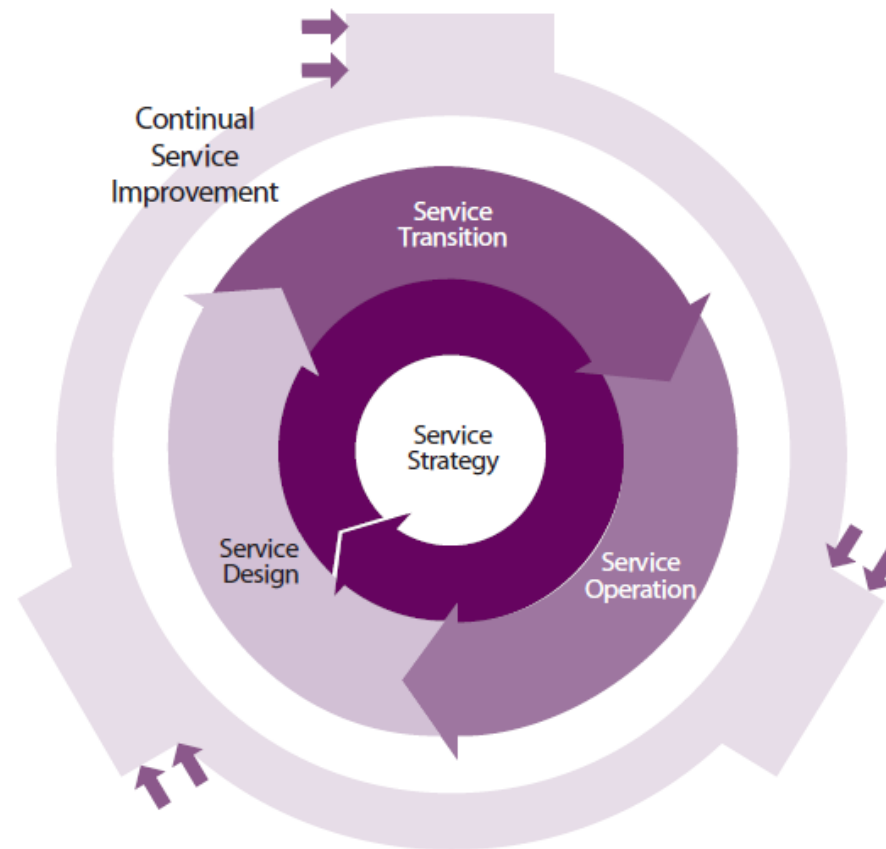 Continual
Service
Improvement
Service
Transition
Service
Strategy
Service
Design
Service
Operation